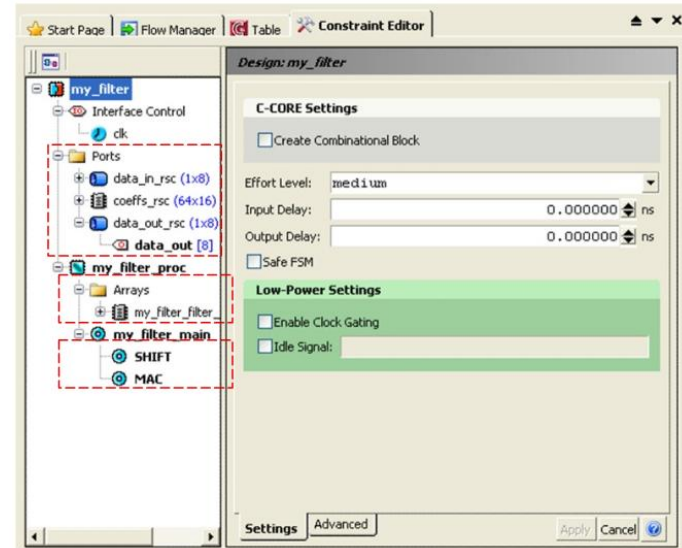 Start Page Flow Manager Table Constraint Editor
my_filter
Interface Control
clk
Ports
data_in_rsc (1x8)
coeffs_rsc (64x16)
data_out_rsc (1x8)
data_out [8]
my_filter_proc
Arrays
my_filter_filter_
my_filter_main
SHIFT
MAC
Design: my_filter
C-CORE Settings
Create Combinational Block
Effort Level: medium
Input Delay: 0.000000 ns
Output Delay: 0.000000 ns
Safe FSM
Low-Power Settings
Enable Clock Gating
Idle Signal:
Settings Advanced Apply Cancel